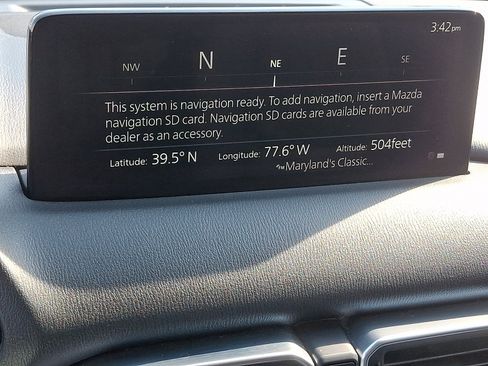 3:42pm
NW N NE E SE
This system is navigation ready. To add navigation, insert a Mazda
navigation SD card. Navigation SD cards are available from your
dealer as an accessory.
Latitude: 39.5° N Longitude: 77.6° W Altitude: 504feet
FM Maryland's Classic...